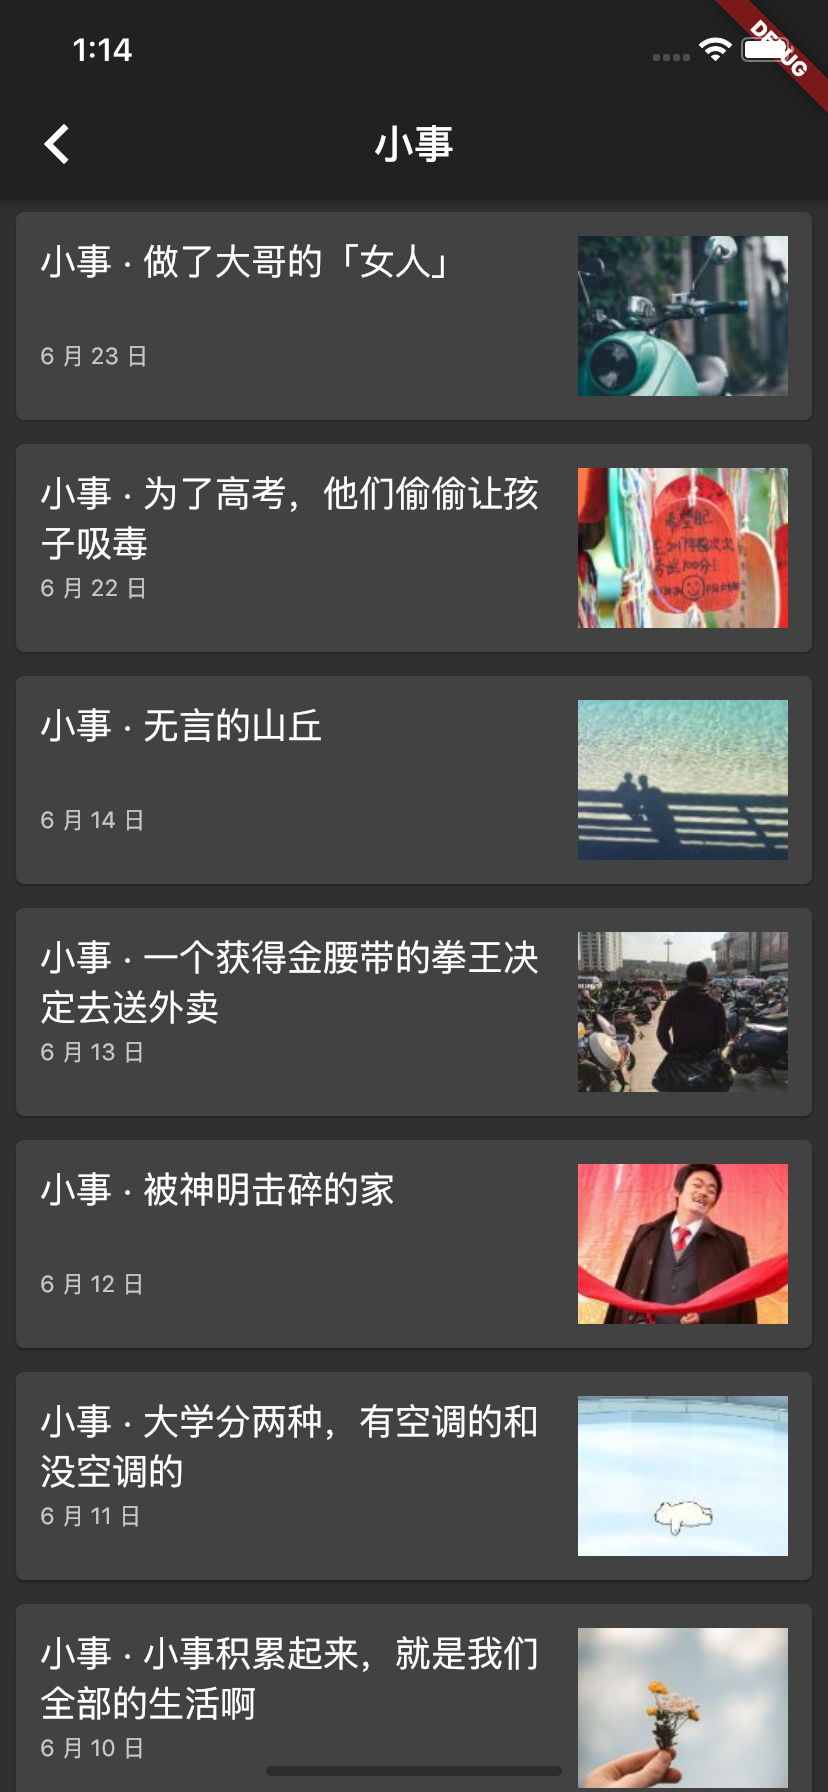 1:14
DEBUG
小事
小事 · 做了大哥的「女人」
6 月 23 日
小事 · 为了高考，他们偷偷让孩
子吸毒
6 月 22 日
小事 · 无言的山丘
6 月 14 日
小事 · 一个获得金腰带的拳王决
定去送外卖
6 月 13 日
小事 · 被神明击碎的家
6 月 12 日
小事 · 大学分两种，有空调的和
没空调的
6 月 11 日
小事 · 小事积累起来，就是我们
全部的生活啊
6 月 10 日